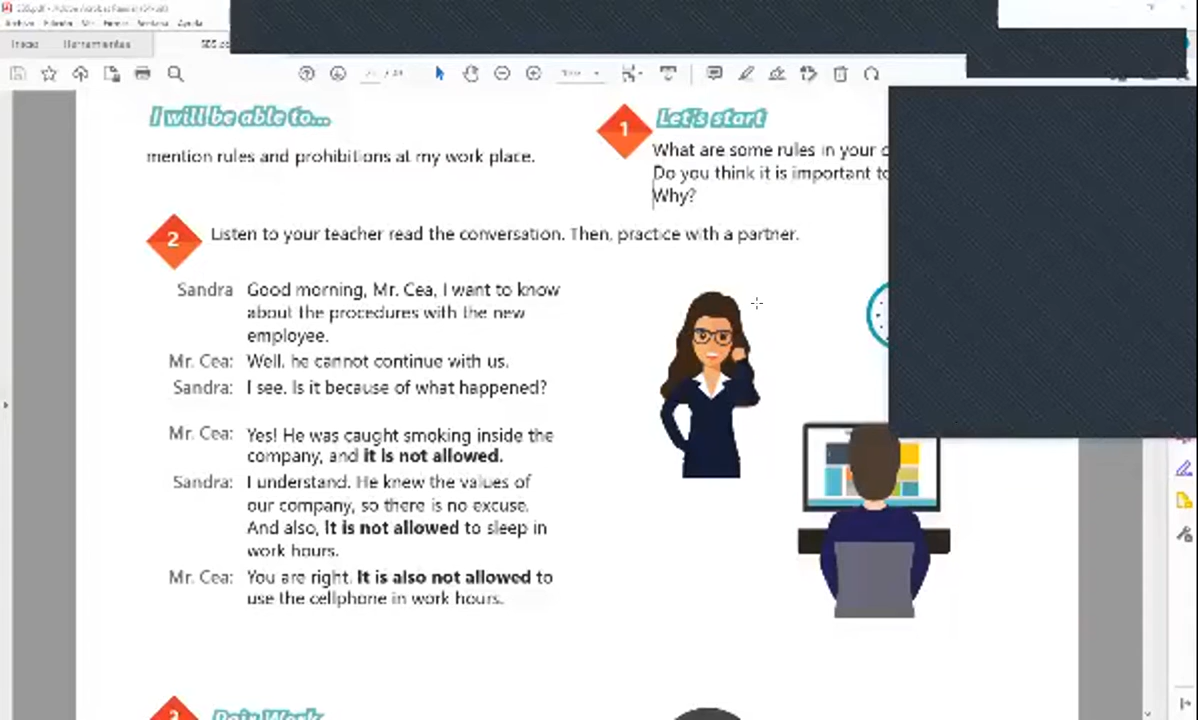 Inicio
Herramientas
I will be able to...
mention rules and prohibitions at my work place.
1
Let's start
What are some rules in your
Do you think it is important
Why?
2
Listen to your teacher read the conversation. Then, practice with a partner.
Sandra
Good morning, Mr. Cea, I want to know
about the procedures with the new
employee.
Mr. Cea: Well, he cannot continue with us.
Sandra: I see. Is it because of what happened?
Mr. Cea: Yes! He was caught smoking inside the
company, and it is not allowed.
Sandra: I understand. He knew the values of
our company, so there is no excuse.
And also, it is not allowed to sleep in
work hours.
Mr. Cea: You are right. It is also not allowed to
use the cellphone in work hours.
3
Pair Work